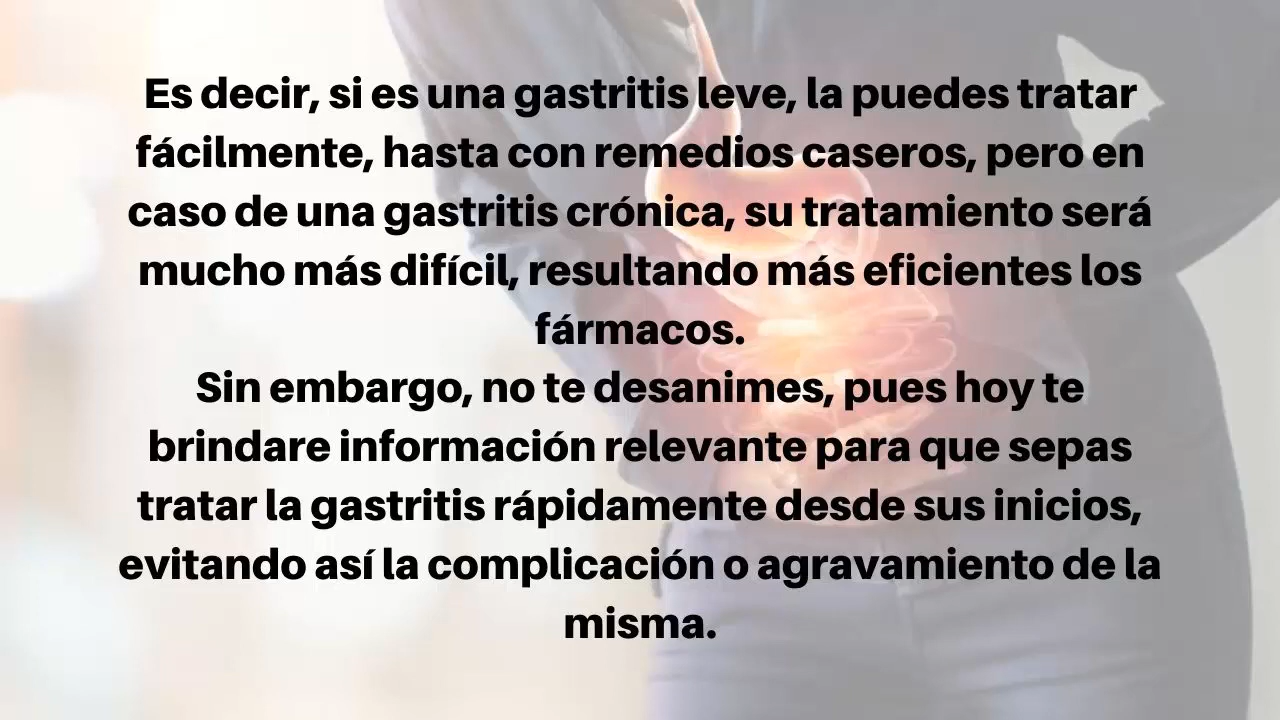 Es decir, si es una gastritis leve, la puedes tratar
fácilmente, hasta con remedios caseros, pero en
caso de una gastritis crónica, su tratamiento será
mucho más difícil, resultando más eficientes los
fármacos.
Sin embargo, no te desanimes, pues hoy te
brindare información relevante para que sepas
tratar la gastritis rápidamente desde sus inicios,
evitando así la complicación o agravamiento de la
misma.